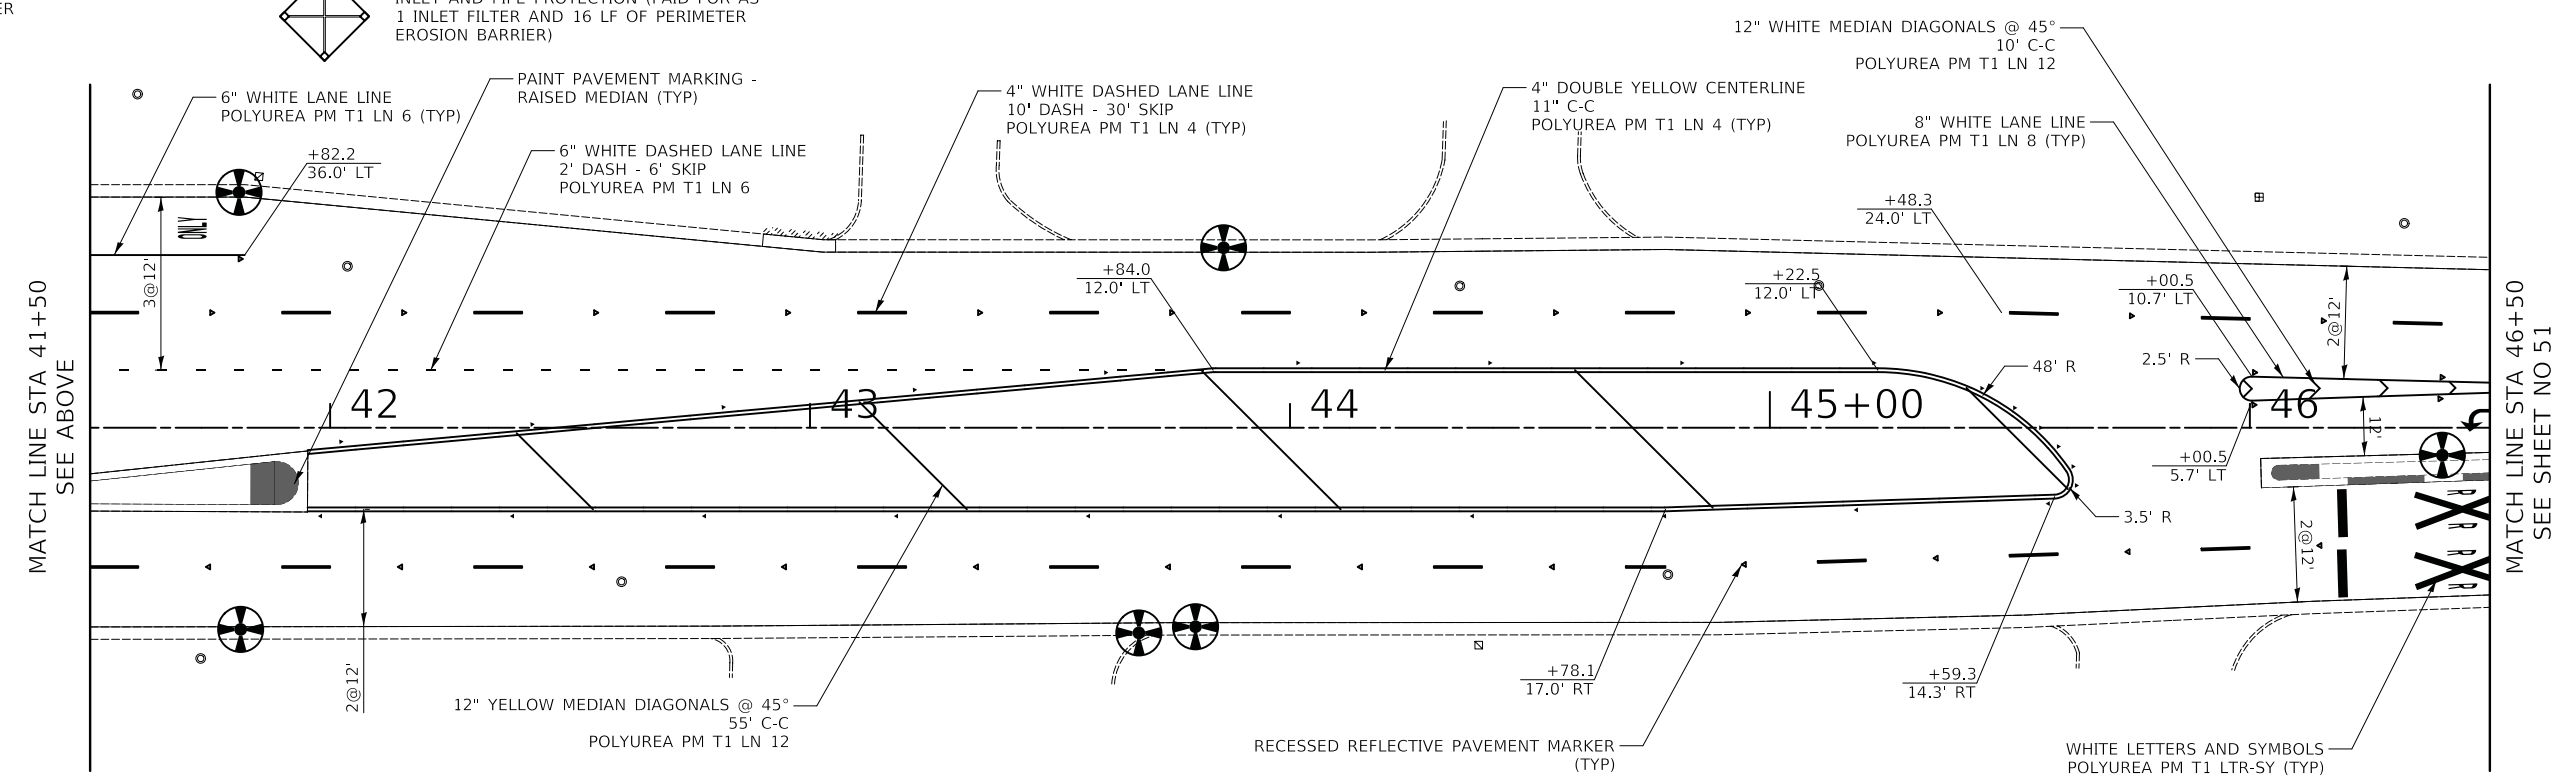 ER
INLET AND PIPE PROTECTION (PAID FOR AS
1 INLET FILTER AND 16 LF OF PERIMETER
EROSION BARRIER)
12" WHITE MEDIAN DIAGONALS @ 45°
10' C-C
POLYUREA PM T1 LN 12
PAINT PAVEMENT MARKING -
RAISED MEDIAN (TYP)
6" WHITE LANE LINE
POLYUREA PM T1 LN 6 (TYP)
4" WHITE DASHED LANE LINE
10' DASH - 30' SKIP
POLYUREA PM T1 LN 4 (TYP)
4" DOUBLE YELLOW CENTERLINE
11" C-C
POLYUREA PM T1 LN 4 (TYP)
8" WHITE LANE LINE
POLYUREA PM T1 LN 8 (TYP)
+82.2
36.0' LT
6" WHITE DASHED LANE LINE
2' DASH - 6' SKIP
POLYUREA PM T1 LN 6
+48.3
24.0' LT
ONLY
3@12'
+84.0
12.0' LT
+22.5
12.0' LT
+00.5
10.7' LT
2@12'
MATCH LINE STA 41+50
SEE ABOVE
MATCH LINE STA 46+50
SEE SHEET NO 51
2.5' R
48' R
42
43
44
45+00
46
12'
+00.5
5.7' LT
3.5' R
2@12'
R R
R R
2@12'
+78.1
17.0' RT
+59.3
14.3' RT
12" YELLOW MEDIAN DIAGONALS @ 45°
55' C-C
POLYUREA PM T1 LN 12
RECESSED REFLECTIVE PAVEMENT MARKER
(TYP)
WHITE LETTERS AND SYMBOLS
POLYUREA PM T1 LTR-SY (TYP)